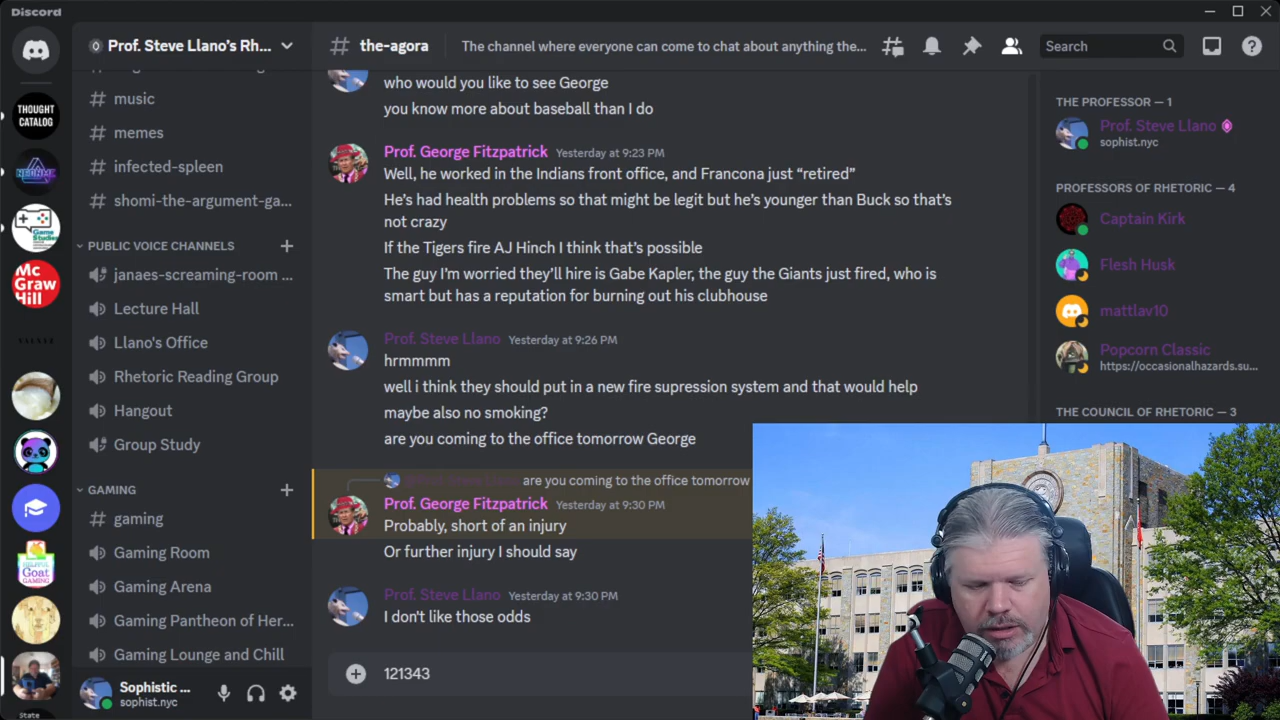 Discord
Prof. Steve Llano's Rh...
# the-agora
The channel where everyone can come to chat about anything the...
Search
THOUGHT
CATALOG
Game
Studies
Mc
Graw
Hill
HELPFUL
Goat
GAMING
State
# music
# memes
# infected-spleen
# shomi-the-argument-ga...
PUBLIC VOICE CHANNELS
janaes-screaming-room ...
Lecture Hall
Llano's Office
Rhetoric Reading Group
Hangout
Group Study
GAMING
# gaming
Gaming Room
Gaming Arena
Gaming Pantheon of Her...
Gaming Lounge and Chill
Sophistic ...
sophist.nyc
who would you like to see George
you know more about baseball than I do
Prof. George Fitzpatrick Yesterday at 9:23 PM
Well, he worked in the Indians front office, and Francona just “retired”
He's had health problems so that might be legit but he's younger than Buck so that's
not crazy
If the Tigers fire AJ Hinch I think that's possible
The guy I'm worried they'll hire is Gabe Kapler, the guy the Giants just fired, who is
smart but has a reputation for burning out his clubhouse
Prof. Steve Llano Yesterday at 9:26 PM
hrmmmm
well i think they should put in a new fire supression system and that would help
maybe also no smoking?
are you coming to the office tomorrow George
are you coming to the office tomorrow
Prof. George Fitzpatrick Yesterday at 9:30 PM
Probably, short of an injury
Or further injury I should say
Prof. Steve Llano Yesterday at 9:30 PM
I don't like those odds
121343
THE PROFESSOR — 1
Prof. Steve Llano
sophist.nyc
PROFESSORS OF RHETORIC — 4
Captain Kirk
Flesh Husk
mattlav10
Popcorn Classic
https://occasionalhazards.su...
THE COUNCIL OF RHETORIC — 3